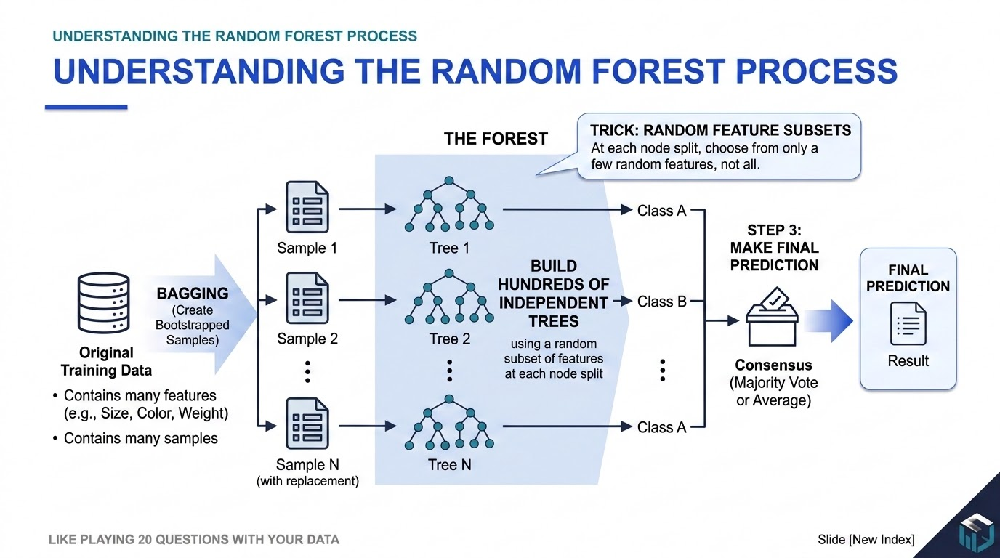 UNDERSTANDING THE RANDOM FOREST PROCESS
UNDERSTANDING THE RANDOM FOREST PROCESS
THE FOREST
TRICK: RANDOM FEATURE SUBSETS
At each node split, choose from only a
few random features, not all.
Original
Training Data
• Contains many features
(e.g., Size, Color, Weight)
• Contains many samples
BAGGING
(Create
Bootstrapped
Samples)
Sample 1
Sample 2
Sample N
(with replacement)
Tree 1
Tree 2
Tree N
BUILD
HUNDREDS OF
INDEPENDENT
TREES
using a random
subset of features
at each node split
Class A
Class B
Class A
STEP 3:
MAKE FINAL
PREDICTION
Consensus
(Majority Vote
or Average)
FINAL
PREDICTION
Result
LIKE PLAYING 20 QUESTIONS WITH YOUR DATA
Slide [New Index]